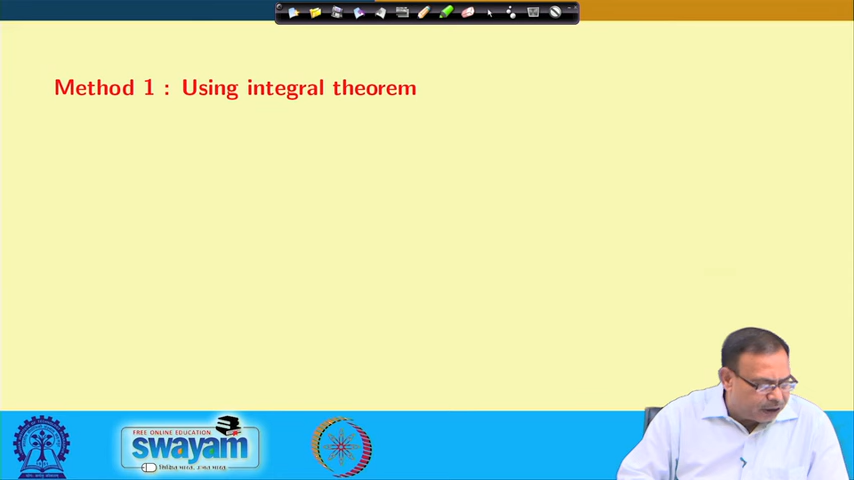 Method 1 : Using integral theorem
FREE ONLINE EDUCATION
swayam